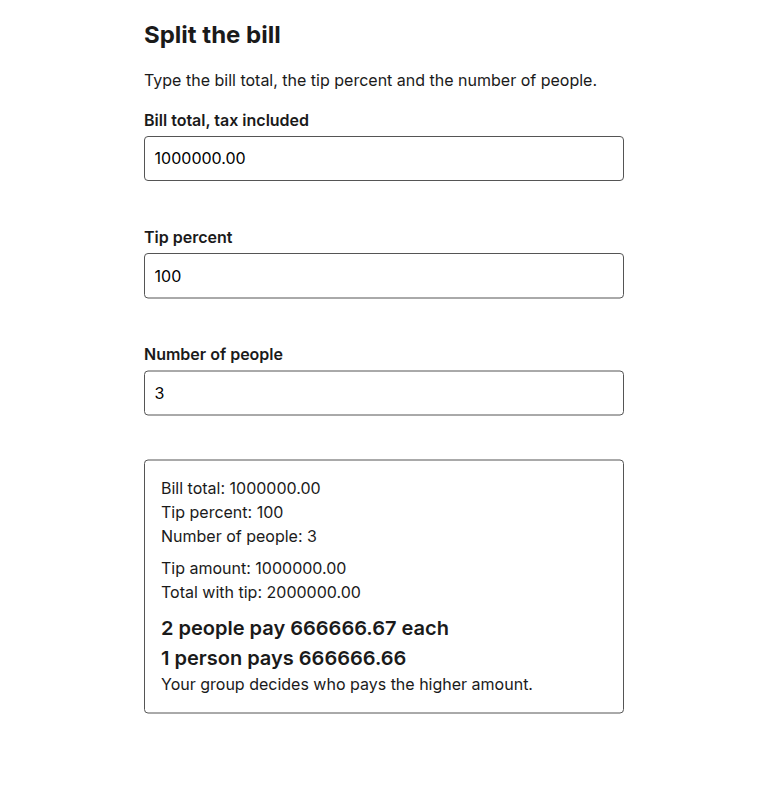 Split the bill
Type the bill total, the tip percent and the number of people.
Bill total, tax included
1000000.00
Tip percent
100
Number of people
3
Bill total: 1000000.00
Tip percent: 100
Number of people: 3
Tip amount: 1000000.00
Total with tip: 2000000.00
2 people pay 666666.67 each
1 person pays 666666.66
Your group decides who pays the higher amount.